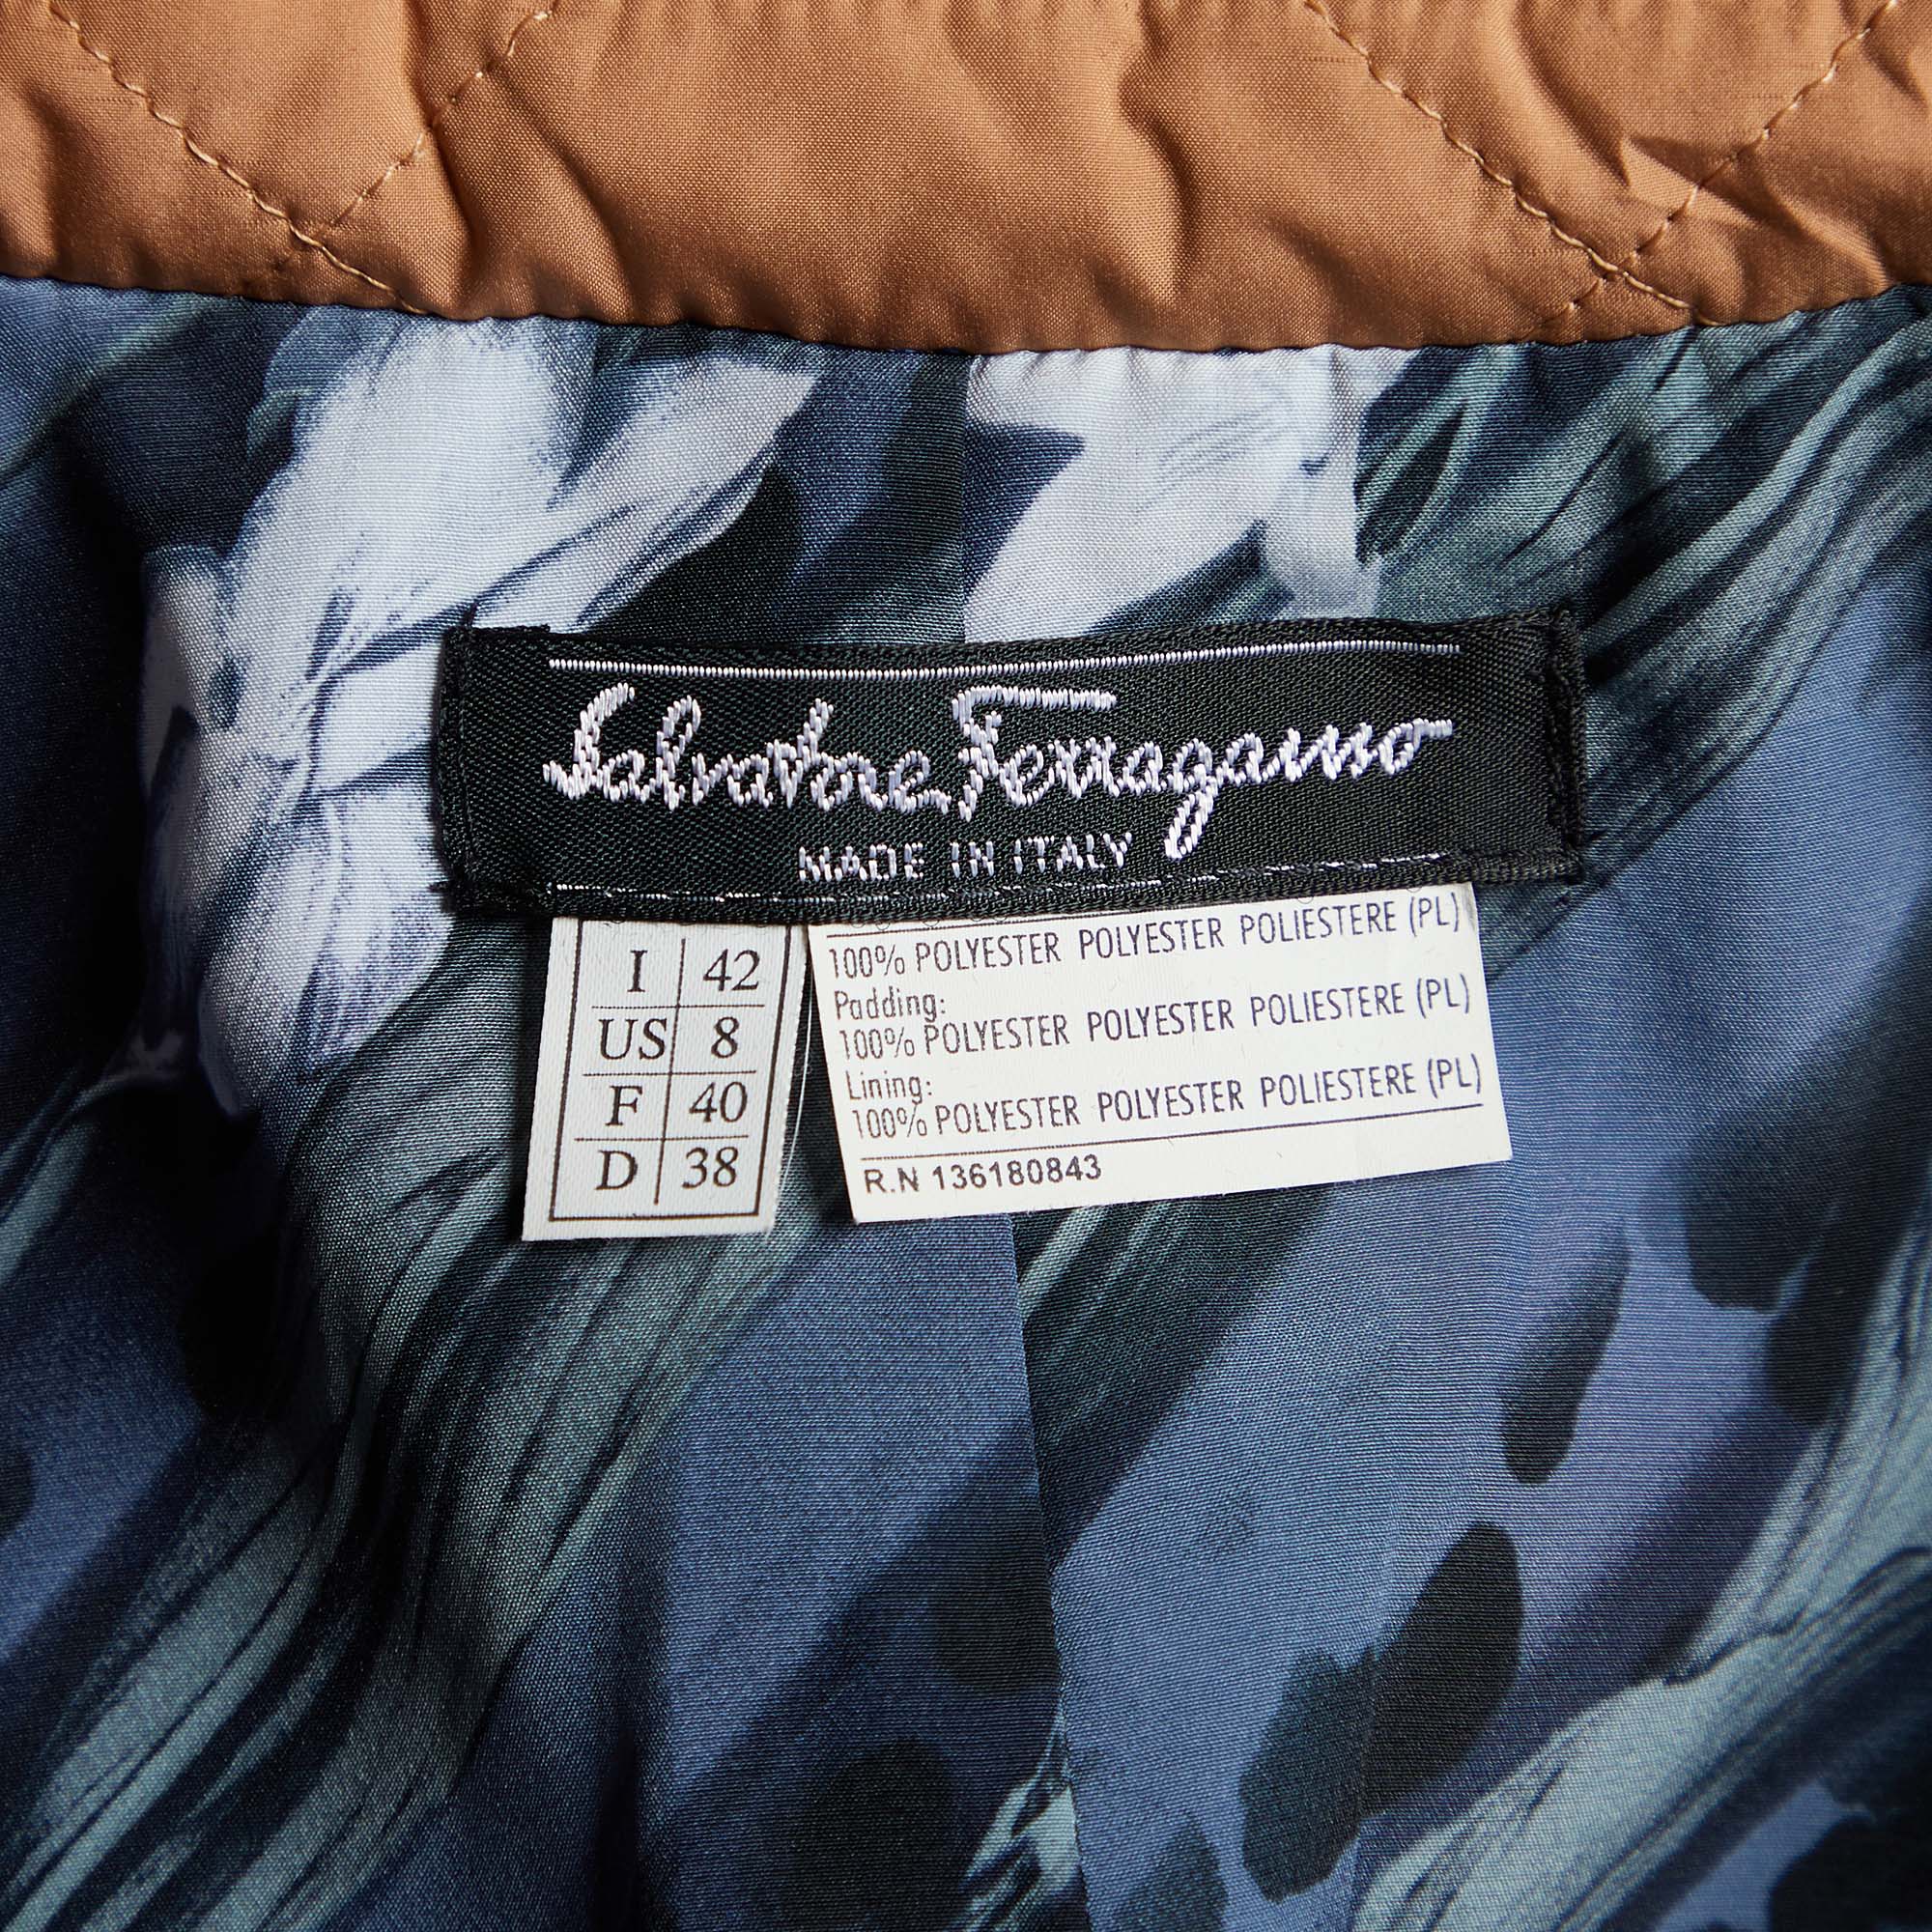 Salvatore Ferragamo
MADE IN ITALY
I 42
US 8
F 40
D 38
100% POLYESTER POLYESTER POLIESTERE (PL)
Padding:
100% POLYESTER POLYESTER POLIESTERE (PL)
Lining:
100% POLYESTER POLYESTER POLIESTERE (PL)
R.N 136180843